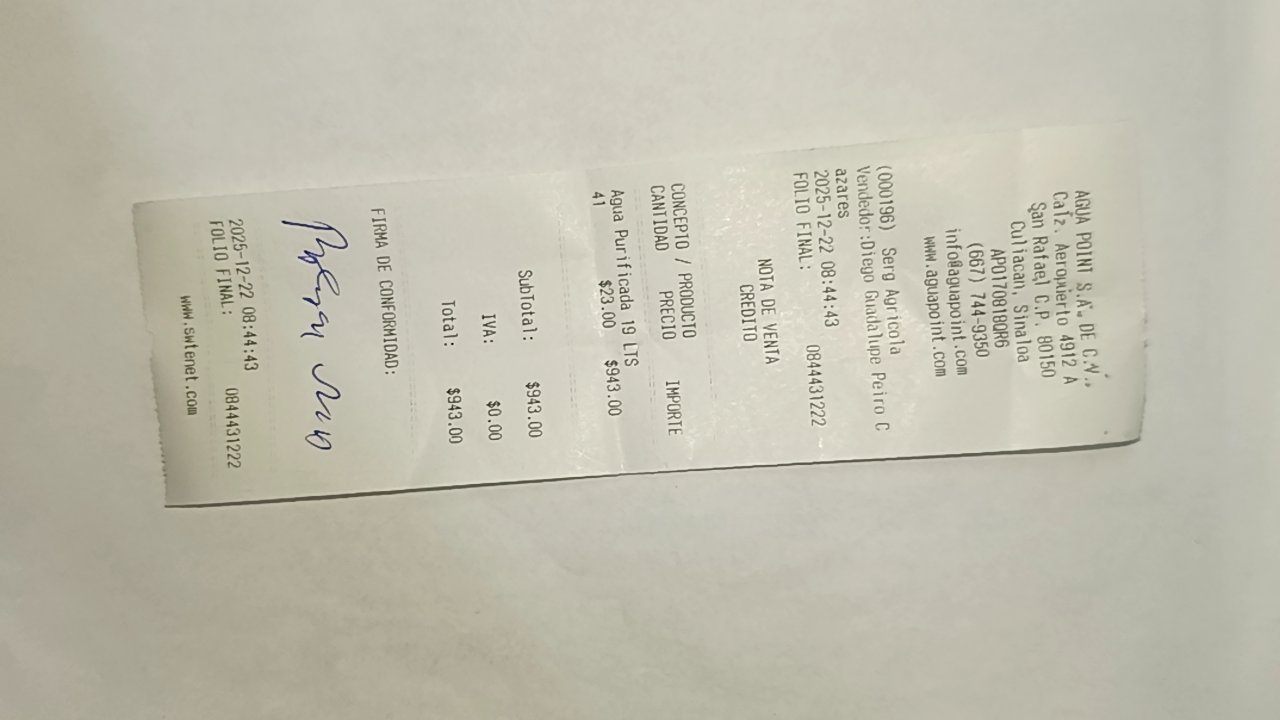 AGUA POINT S.A. DE C.V.
Calz. Aeropuerto 4912 A
San Rafael C.P. 80150
Culiacan, Sinaloa
APO170818QR6
(667) 744-9350
info@aguapoint.com
www.aguapoint.com
(000196) Serg Agricola
Vendedor:Diego Guadalupe Peiro C
azares
2025-12-22 08:44:43
FOLIO FINAL: 0844431222
NOTA DE VENTA
CREDITO
CONCEPTO / PRODUCTO
CANTIDAD PRECIO IMPORTE
Agua Purificada 19 LTS
41 $23.00 $943.00
SubTotal: $943.00
IVA: $0.00
Total: $943.00
FIRMA DE CONFORMIDAD:
2025-12-22 08:44:43
FOLIO FINAL: 0844431222
www.swtenet.com